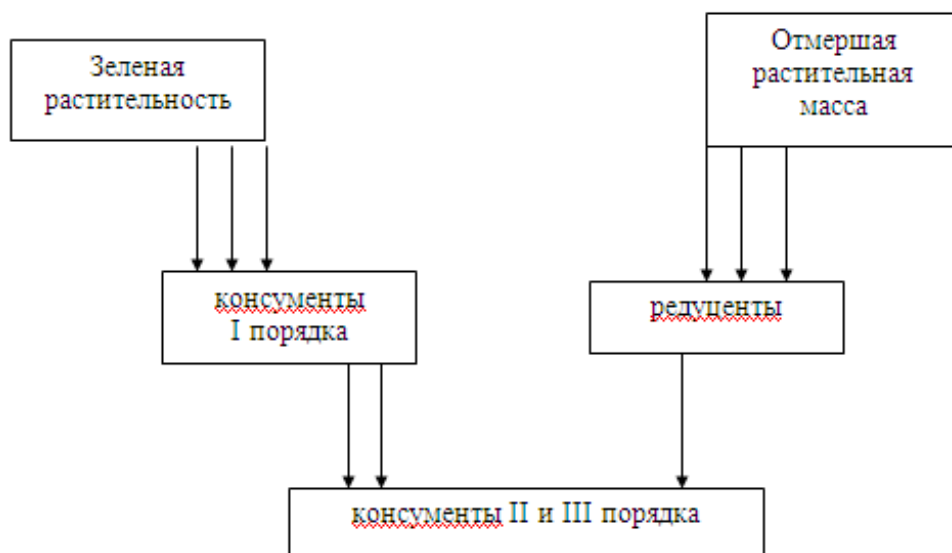 Зеленая
растительность
Отмершая
растительная
масса
консументы
I порядка
редуценты
консументы II и III порядка